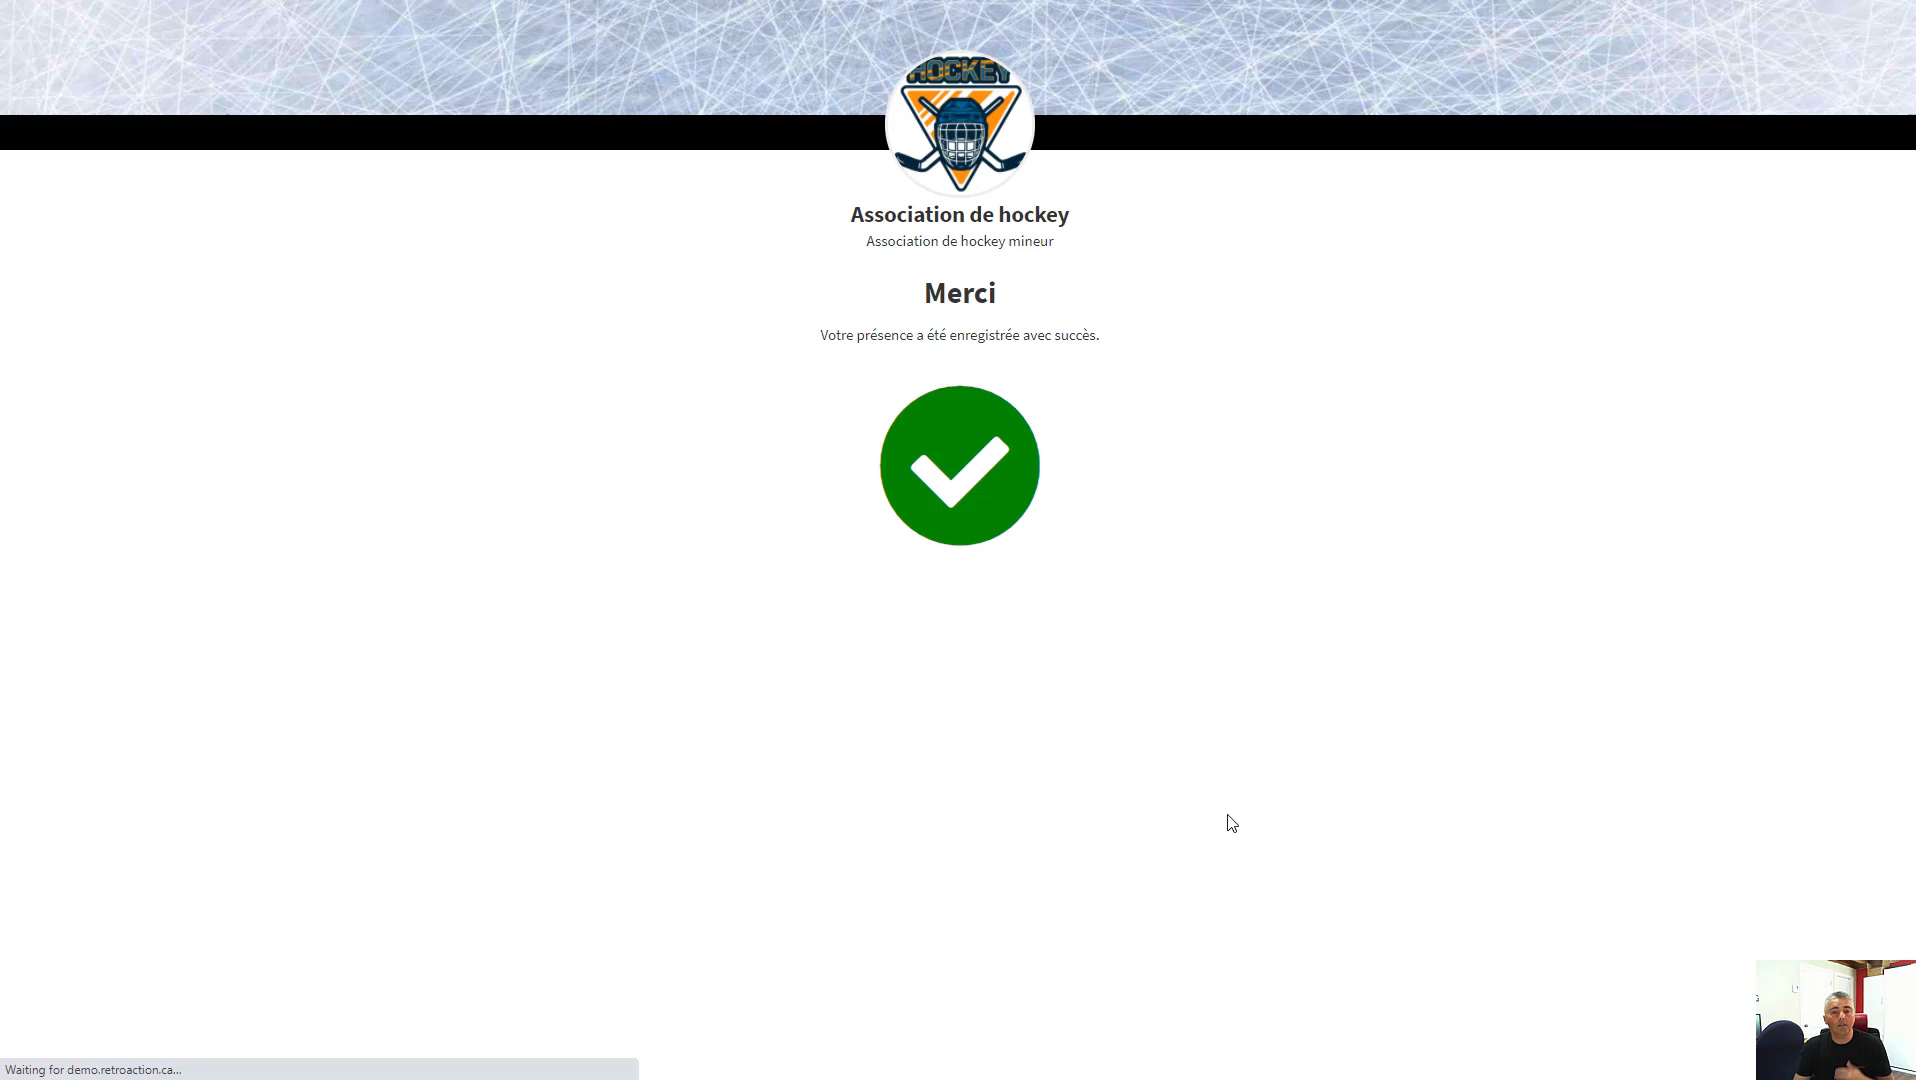 HOCKEY
Association de hockey
Association de hockey mineur
Merci
Votre présence a été enregistrée avec succès.
Waiting for demo.retroaction.ca...